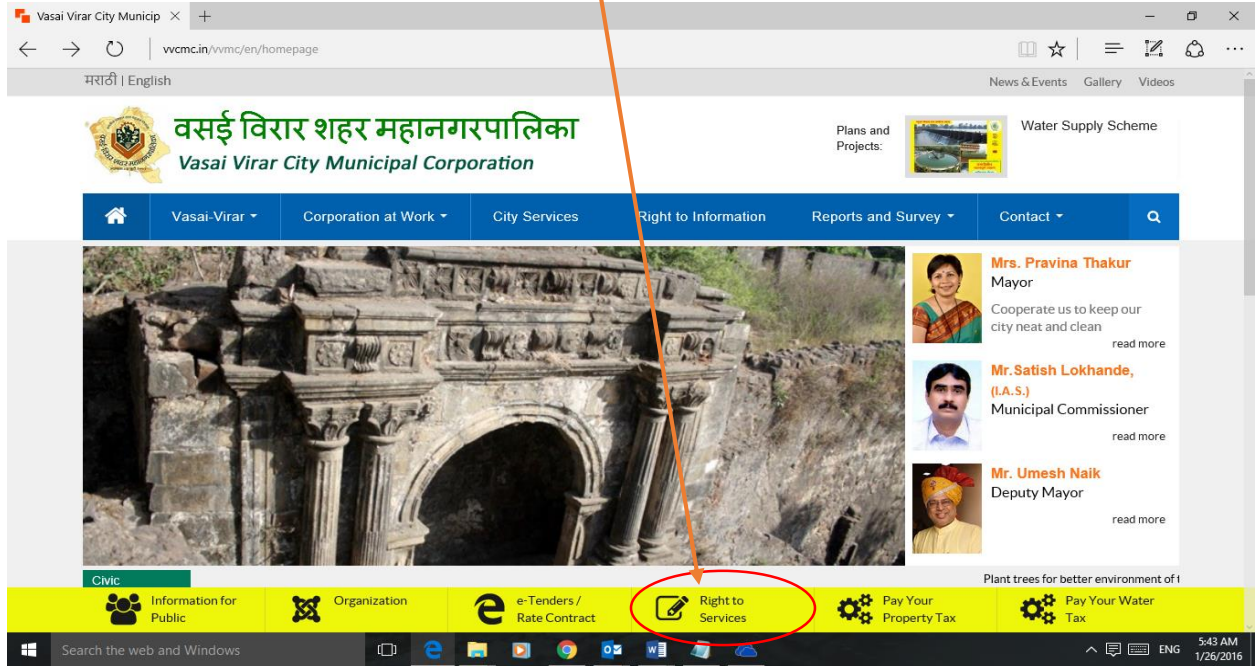 Vasai Virar City Municip
vvcmc.in/vvmc/en/homepage
मराठी | English
News & Events Gallery Videos
वसई विरार शहर महानगरपालिका
Vasai Virar City Municipal Corporation
Plans and
Projects:
Water Supply Scheme
Vasai-Virar Corporation at Work City Services Right to Information Reports and Survey Contact
Mrs. Pravina Thakur
Mayor
Cooperate us to keep our
city neat and clean
read more
Mr.Satish Lokhande,
(I.A.S.)
Municipal Commissioner
read more
Mr. Umesh Naik
Deputy Mayor
read more
Civic
Plant trees for better environment of
Information for
Public
Organization
e-Tenders /
Rate Contract
Right to
Services
Pay Your
Property Tax
Pay Your Water
Tax
Search the web and Windows
ENG
5:43 AM
1/26/2016